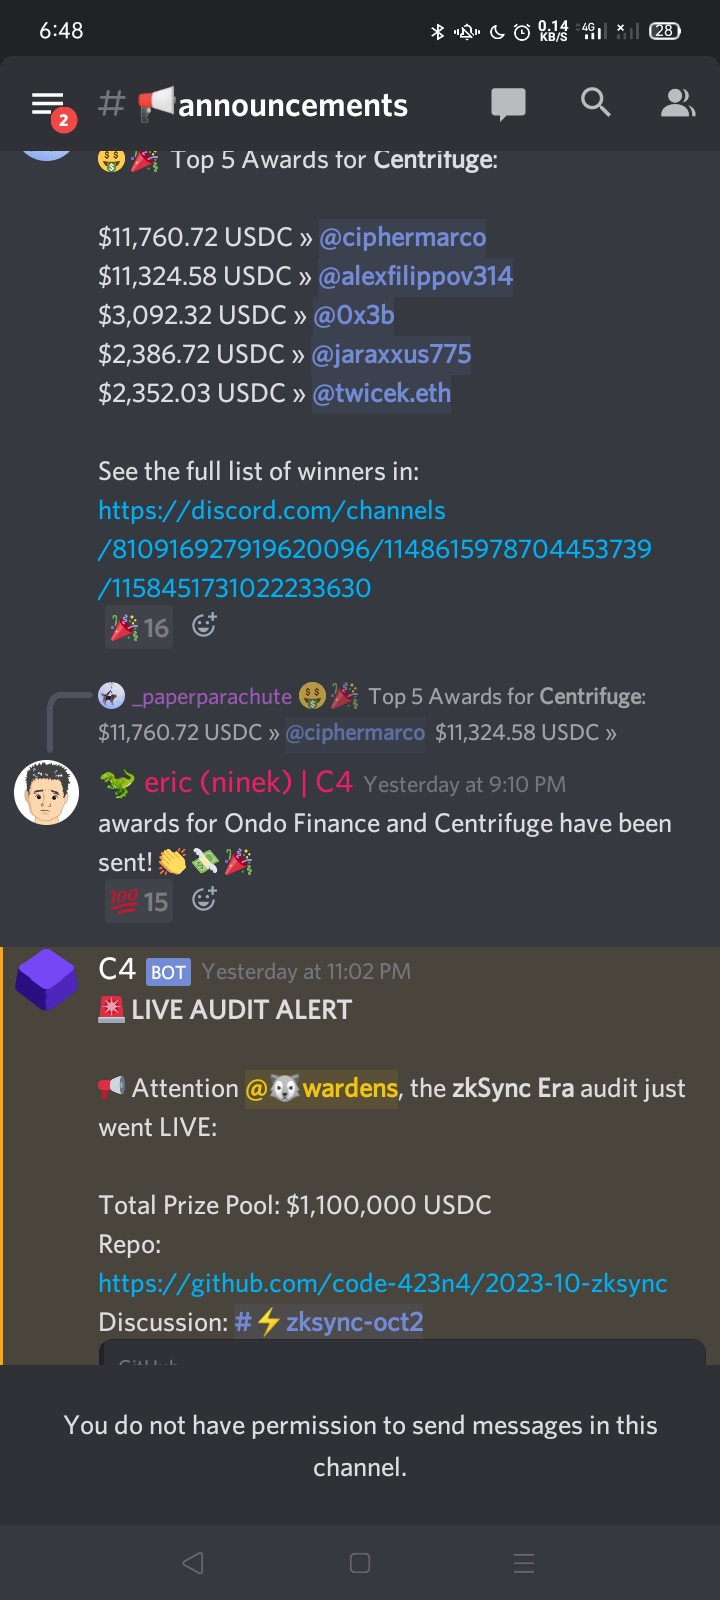 6:48
0.14 KB/S 4G 28
2
# 📢announcements
🤑🎉 Top 5 Awards for Centrifuge:
$11,760.72 USDC » @ciphermarco
$11,324.58 USDC » @alexfilippov314
$3,092.32 USDC » @0x3b
$2,386.72 USDC » @jaraxxus775
$2,352.03 USDC » @twicek.eth
See the full list of winners in:
https://discord.com/channels
/810916927919620096/1148615978704453739
/1158451731022233630
🎉 16
_paperparachute 🤑🎉 Top 5 Awards for Centrifuge:
$11,760.72 USDC » @ciphermarco $11,324.58 USDC »
🦖 eric (ninek) | C4 Yesterday at 9:10 PM
awards for Ondo Finance and Centrifuge have been
sent! 👏💸🎉
💯 15
C4 BOT Yesterday at 11:02 PM
🚨 LIVE AUDIT ALERT
📢 Attention @🐺wardens, the zkSync Era audit just
went LIVE:
Total Prize Pool: $1,100,000 USDC
Repo:
https://github.com/code-423n4/2023-10-zksync
Discussion: #⚡zksync-oct2
GitHub
You do not have permission to send messages in this
channel.